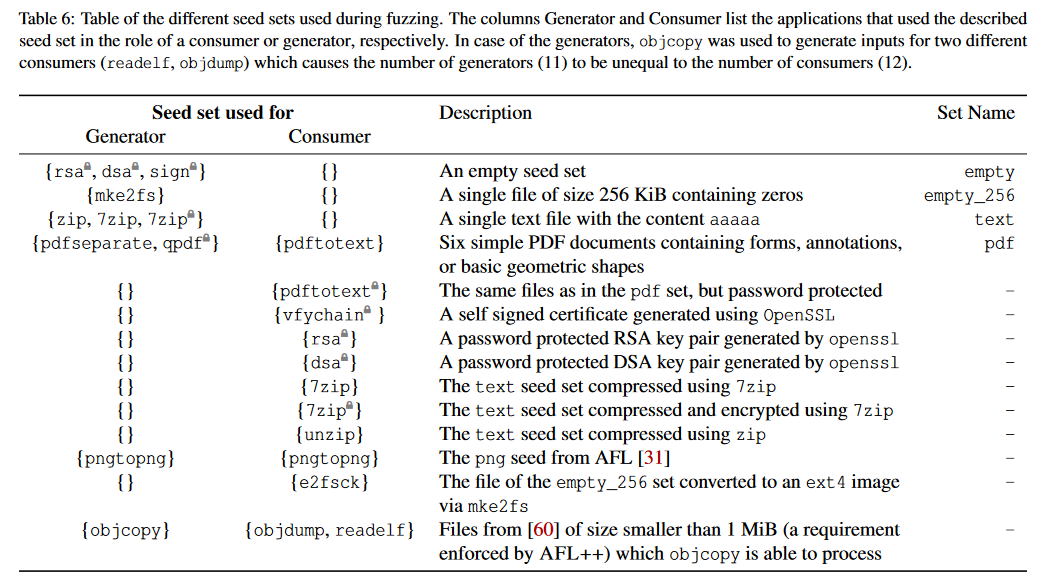 Table 6: Table of the different seed sets used during fuzzing. The columns Generator and Consumer list the applications that used the described
seed set in the role of a consumer or generator, respectively. In case of the generators, objcopy was used to generate inputs for two different
consumers (readelf, objdump) which causes the number of generators (11) to be unequal to the number of consumers (12).
Seed set used for Description Set Name
Generator Consumer
{rsa🔒, dsa🔒, sign🔒} {} An empty seed set empty
{mke2fs} {} A single file of size 256 KiB containing zeros empty_256
{zip, 7zip, 7zip🔒} {} A single text file with the content aaaaa text
{pdfseparate, qpdf🔒} {pdftotext} Six simple PDF documents containing forms, annotations, pdf
or basic geometric shapes
{} {pdftotext🔒} The same files as in the pdf set, but password protected –
{} {vfychain🔒 } A self signed certificate generated using OpenSSL –
{} {rsa🔒} A password protected RSA key pair generated by openssl –
{} {dsa🔒} A password protected DSA key pair generated by openssl –
{} {7zip} The text seed set compressed using 7zip –
{} {7zip🔒} The text seed set compressed and encrypted using 7zip –
{} {unzip} The text seed set compressed using zip –
{pngtopng} {pngtopng} The png seed from AFL [31] –
{} {e2fsck} The file of the empty_256 set converted to an ext4 image –
via mke2fs
{objcopy} {objdump, readelf} Files from [60] of size smaller than 1 MiB (a requirement –
enforced by AFL++) which objcopy is able to process